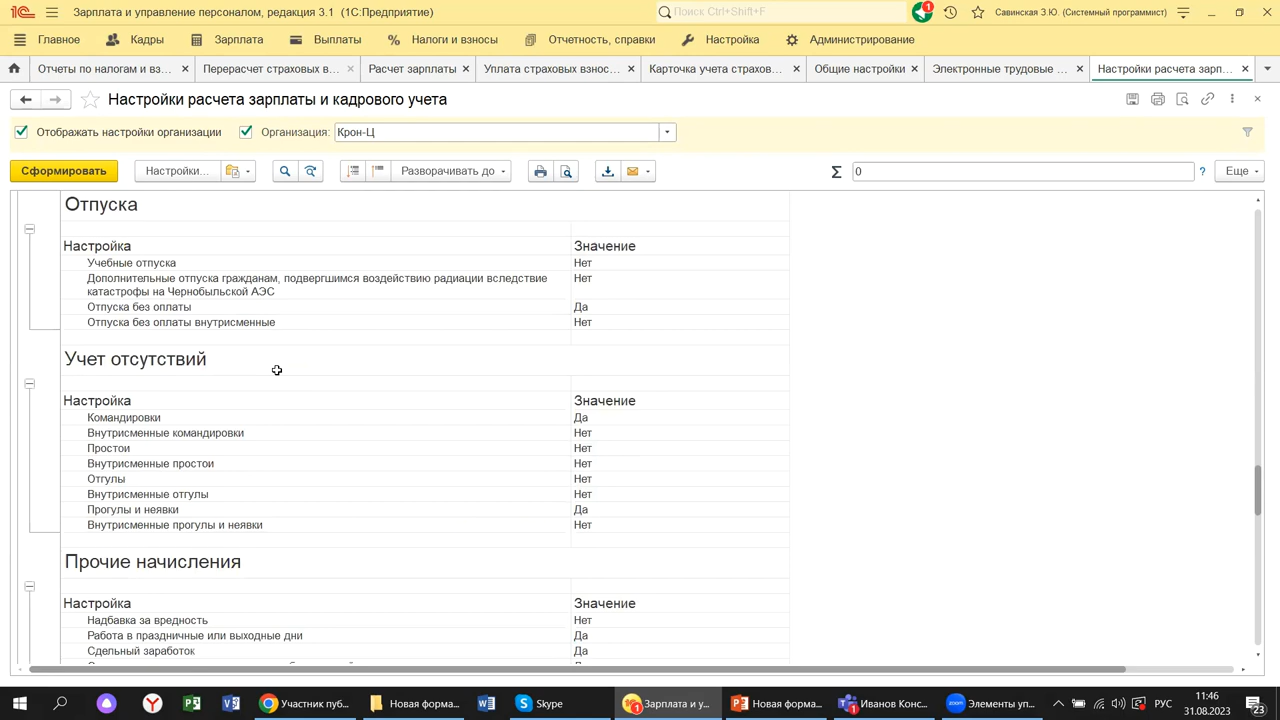 Зарплата и управление персоналом, редакция 3.1 (1С:Предприятие)
Поиск Ctrl+Shift+F
1
Савинская З.Ю. (Системный программист)
Главное
Кадры
Зарплата
Выплаты
Налоги и взносы
Отчетность, справки
Настройка
Администрирование
Отчеты по налогам и вз...
Перерасчет страховых в...
Расчет зарплаты
Уплата страховых взнос...
Карточка учета страхов...
Общие настройки
Электронные трудовые ...
Настройки расчета зарп...
Настройки расчета зарплаты и кадрового учета
Отображать настройки организации
Организация:
Крон-Ц
Сформировать
Настройки...
Разворачивать до
Σ
0
?
Еще
Отпуска
Настройка Значение
Учебные отпуска Нет
Дополнительные отпуска гражданам, подвергшимся воздействию радиации вследствие Нет
катастрофы на Чернобыльской АЭС
Отпуска без оплаты Да
Отпуска без оплаты внутрисменные Нет
Учет отсутствий
Настройка Значение
Командировки Да
Внутрисменные командировки Нет
Простои Нет
Внутрисменные простои Нет
Отгулы Нет
Внутрисменные отгулы Нет
Прогулы и неявки Да
Внутрисменные прогулы и неявки Нет
Прочие начисления
Настройка Значение
Надбавка за вредность Нет
Работа в праздничные или выходные дни Да
Сдельный заработок Да
Участник пуб...
Новая форма...
Skype
Зарплата и у...
Новая форма...
Иванов Конс...
Элементы уп...
РУС
11:46
31.08.2023
23